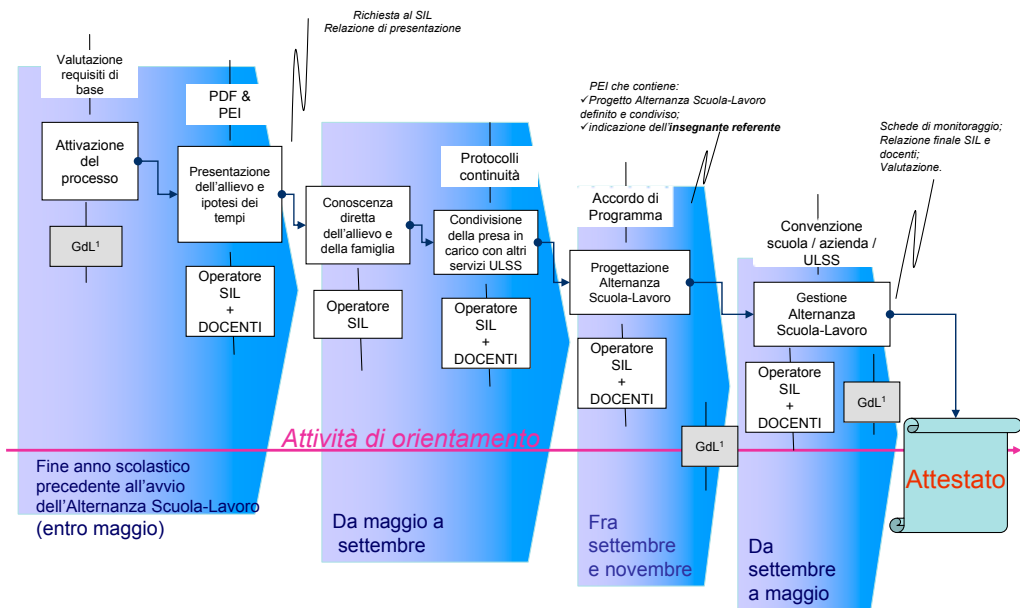 Richiesta al SIL
Relazione di presentazione
Valutazione
requisiti di
base
PDF &
PEI
Attivazione
del
processo
Presentazione
dell'allievo e
ipotesi dei
tempi
GdL¹
Operatore
SIL
+
DOCENTI
Fine anno scolastico
precedente all'avvio
dell'Alternanza Scuola-Lavoro
(entro maggio)
Conoscenza
diretta
dell'allievo e
della famiglia
Operatore
SIL
Protocolli
continuità
Condivisione
della presa in
carico con altri
servizi ULSS
Operatore
SIL
+
DOCENTI
Da maggio a
settembre
PEI che contiene:
✓Progetto Alternanza Scuola-Lavoro
definito e condiviso;
✓indicazione dell'insegnante referente
Accordo di
Programma
Progettazione
Alternanza
Scuola-Lavoro
Operatore
SIL
+
DOCENTI
GdL¹
Fra
settembre
e novembre
Schede di monitoraggio;
Relazione finale SIL e
docenti;
Valutazione.
Convenzione
scuola / azienda /
ULSS
Gestione
Alternanza
Scuola-Lavoro
Operatore
SIL
+
DOCENTI
GdL¹
Da
settembre
a maggio
Attività di orientamento
Attestato